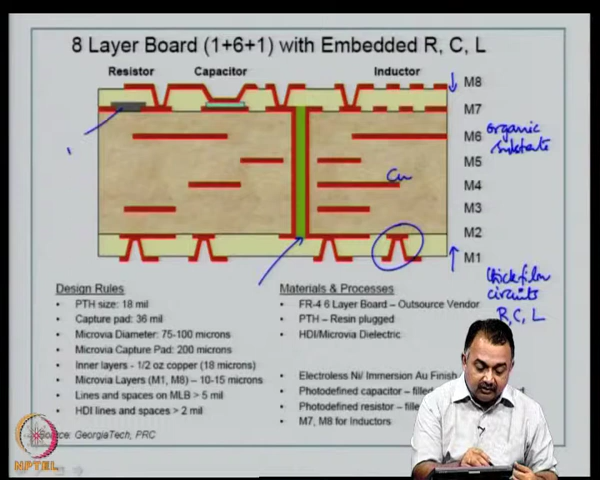 8 Layer Board (1+6+1) with Embedded R, C, L
Resistor Capacitor Inductor
M8
M7
M6
organic
substrate
M5
Cu
M4
M3
M2
M1
thick film
circuits
R, C, L
Design Rules
• PTH size: 18 mil
• Capture pad: 36 mil
• Microvia Diameter: 75-100 microns
• Microvia Capture Pad: 200 microns
• Inner layers - 1/2 oz copper (18 microns)
• Microvia Layers (M1, M8) – 10-15 microns
• Lines and spaces on MLB > 5 mil
• HDI lines and spaces > 2 mil
Materials & Processes
• FR-4 6 Layer Board – Outsource Vendor
• PTH – Resin plugged
• HDI/Microvia Dielectric
• Electroless Ni/ Immersion Au Finish
• Photodefined capacitor – filled
• Photodefined resistor – filled
• M7, M8 for Inductors
Source: GeorgiaTech, PRC
NPTEL